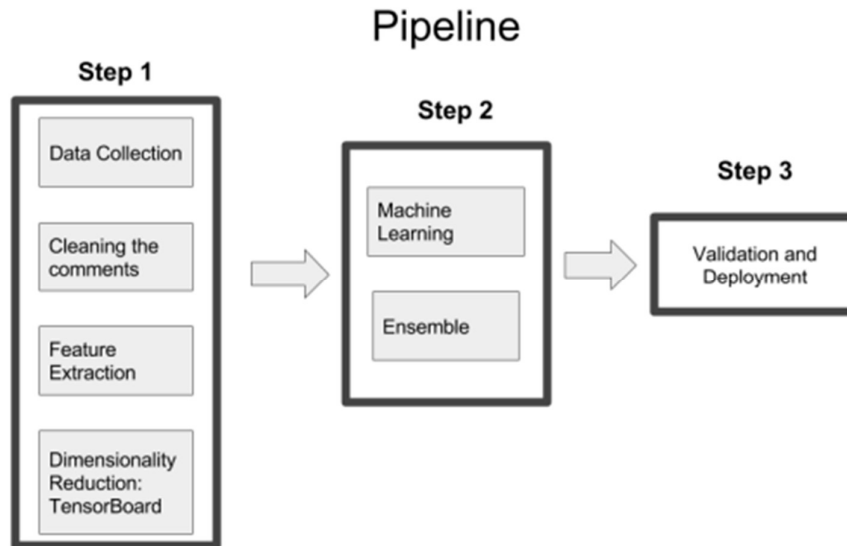 Pipeline
Step 1
Data Collection
Cleaning the
comments
Feature
Extraction
Dimensionality
Reduction:
TensorBoard
Step 2
Machine
Learning
Ensemble
Step 3
Validation and
Deployment